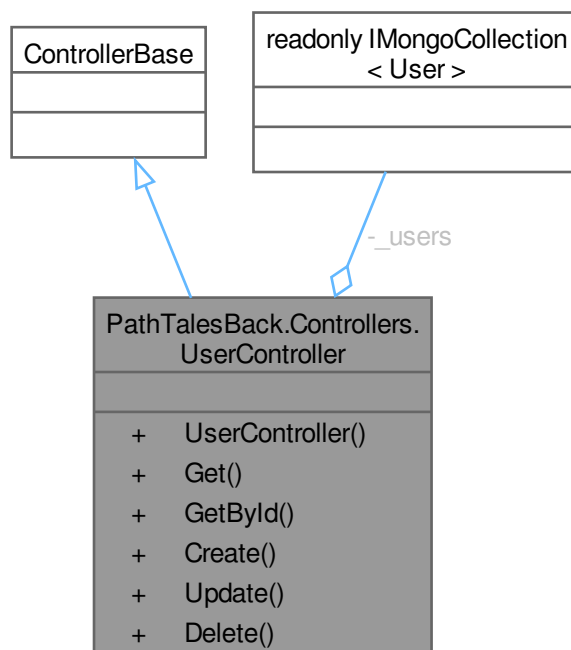 ControllerBase
readonly IMongoCollection
< User >
-_users
PathTalesBack.Controllers.
UserController
+ UserController()
+ Get()
+ GetById()
+ Create()
+ Update()
+ Delete()